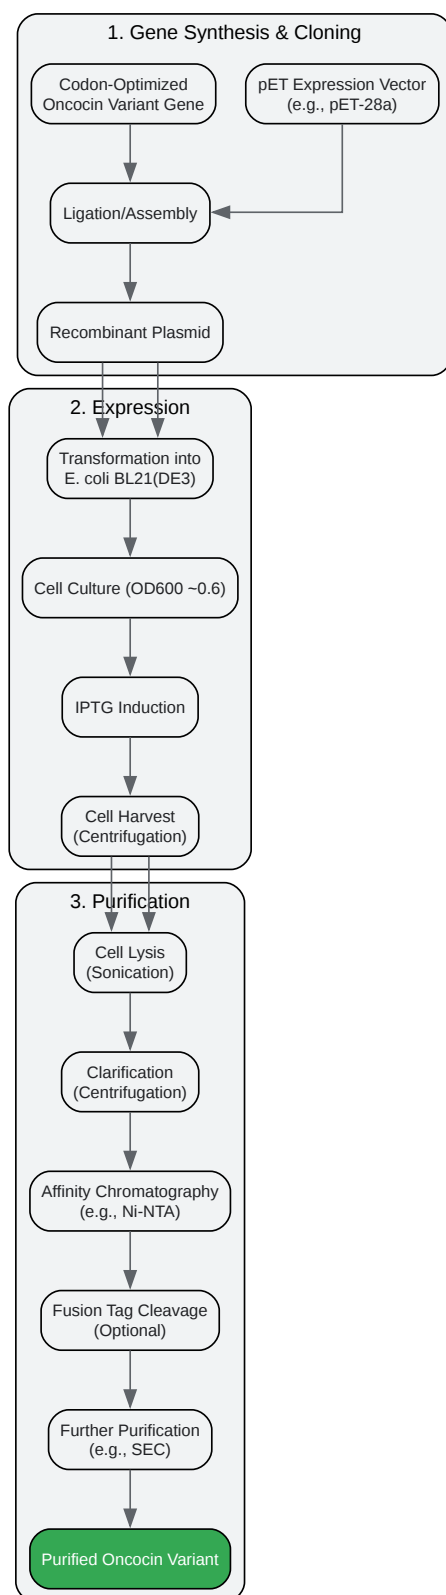 1. Gene Synthesis & Cloning
Codon-Optimized
Oncocin Variant Gene
pET Expression Vector
(e.g., pET-28a)
Ligation/Assembly
Recombinant Plasmid
2. Expression
Transformation into
E. coli BL21(DE3)
Cell Culture (OD600 ~0.6)
IPTG Induction
Cell Harvest
(Centrifugation)
3. Purification
Cell Lysis
(Sonication)
Clarification
(Centrifugation)
Affinity Chromatography
(e.g., Ni-NTA)
Fusion Tag Cleavage
(Optional)
Further Purification
(e.g., SEC)
Purified Oncocin Variant